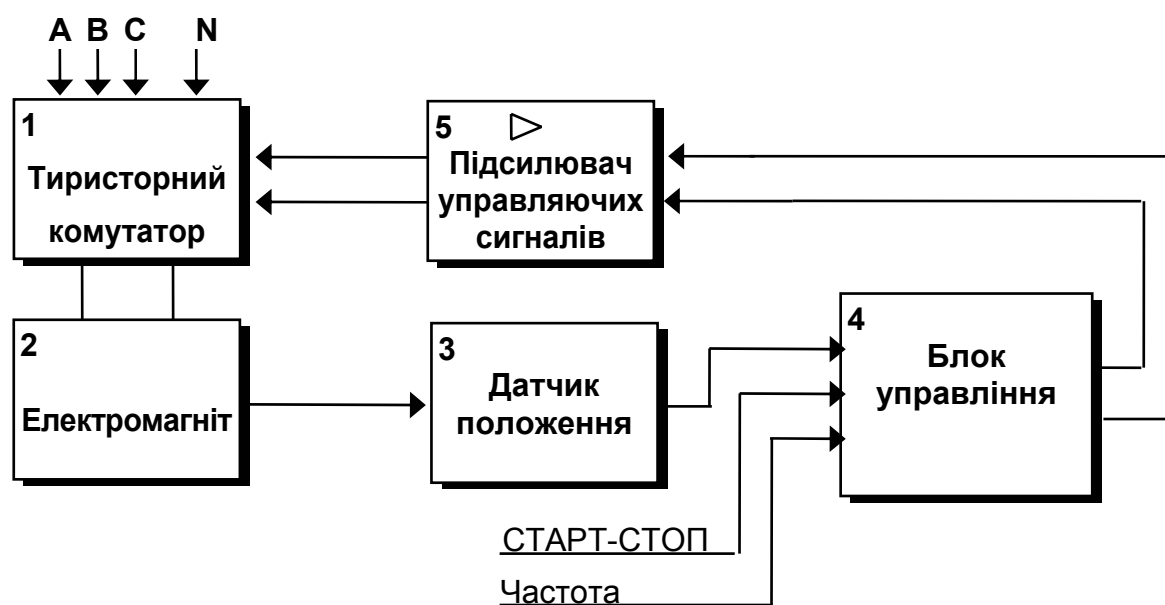 A B C N
1
Тиристорний
комутатор
5
Підсилювач
управляючих
сигналів
2
Електромагніт
3
Датчик
положення
4
Блок
управління
СТАРТ-СТОП
Частота